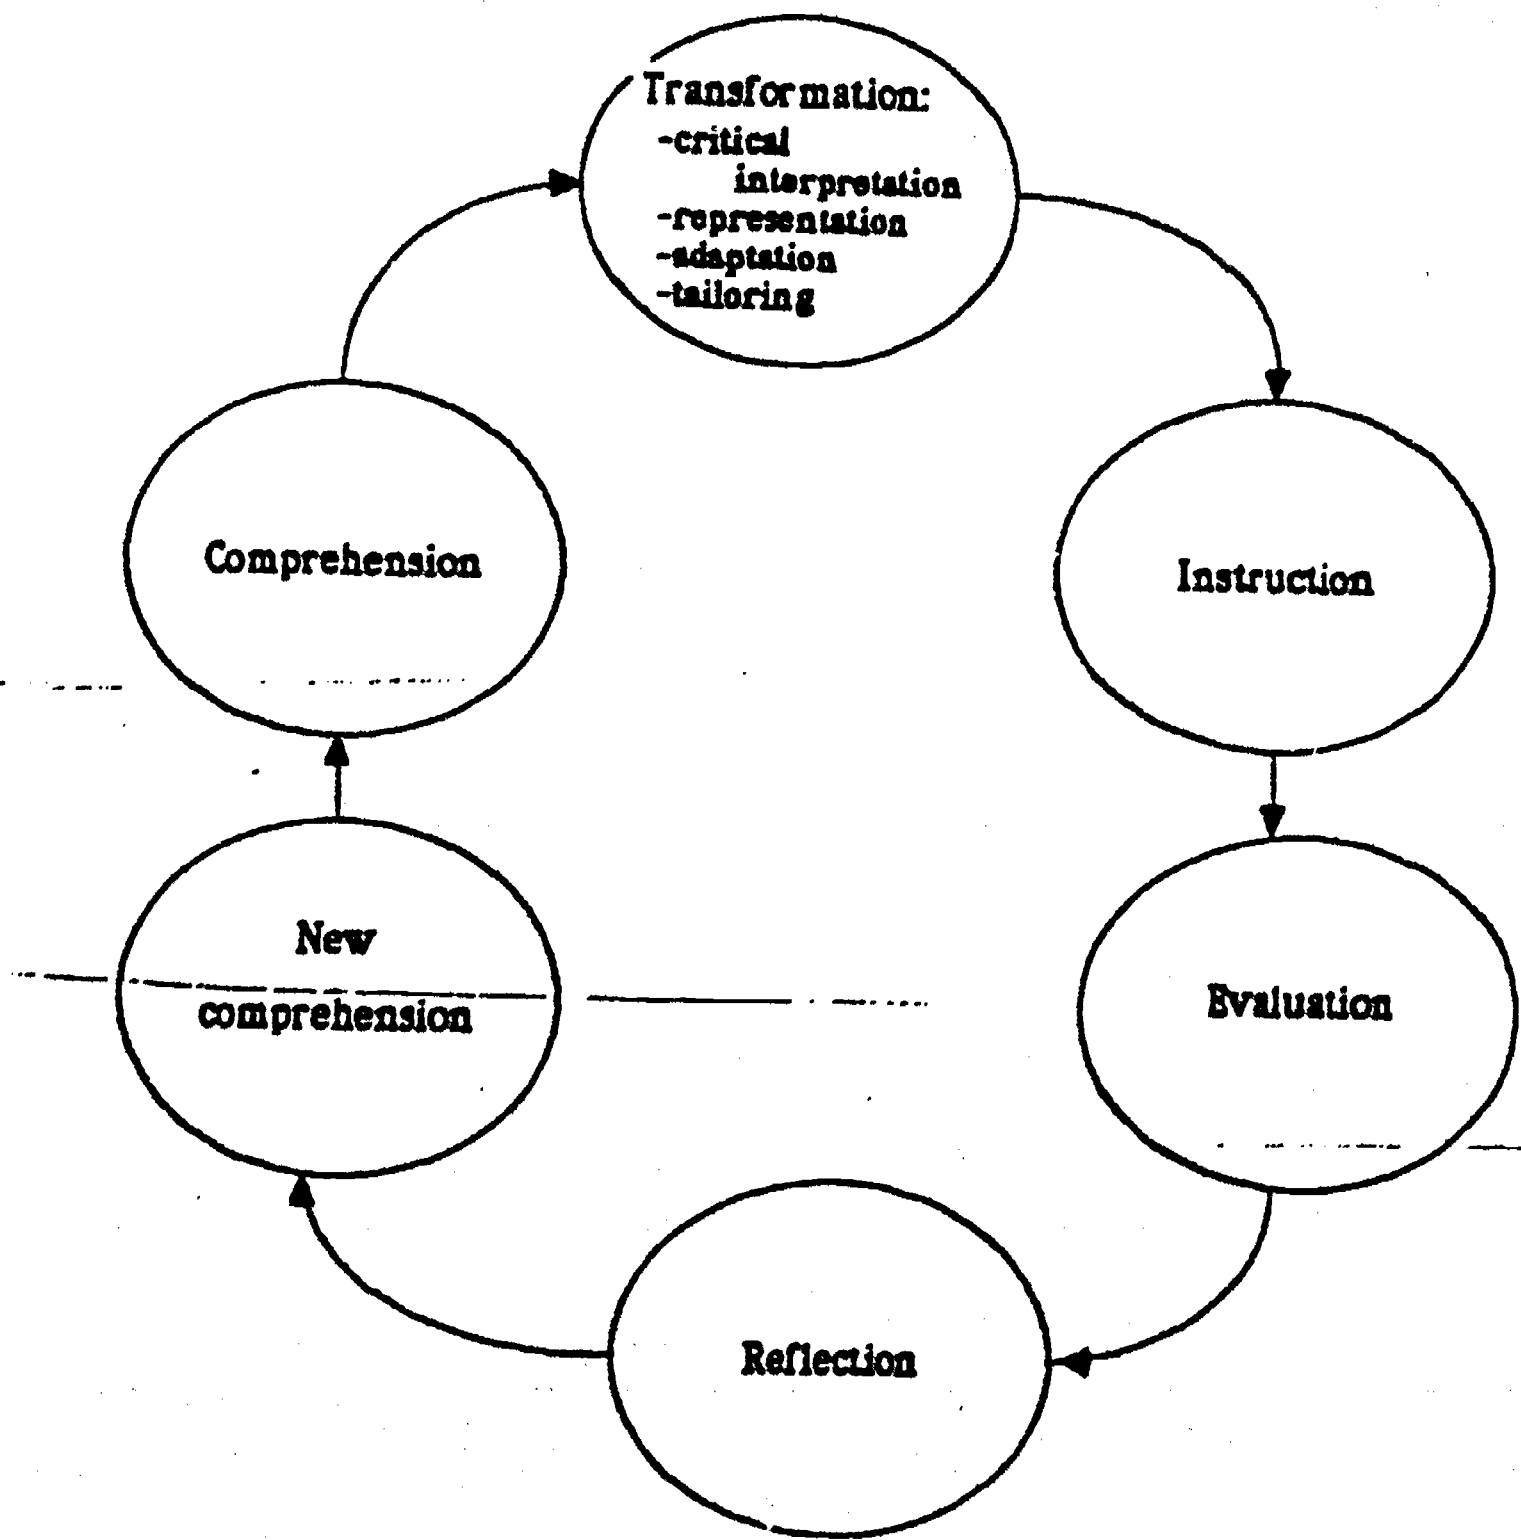 Transformation:
-critical
interpretation
-representation
-adaptation
-tailoring
Comprehension
Instruction
New
comprehension
Evaluation
Reflection